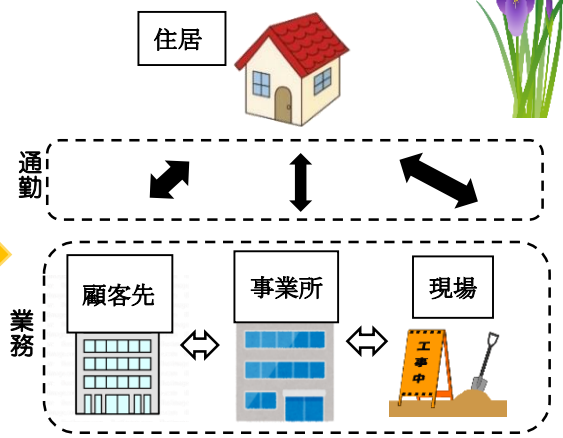 住居
通勤
業務
顧客先
事業所
現場
工事中